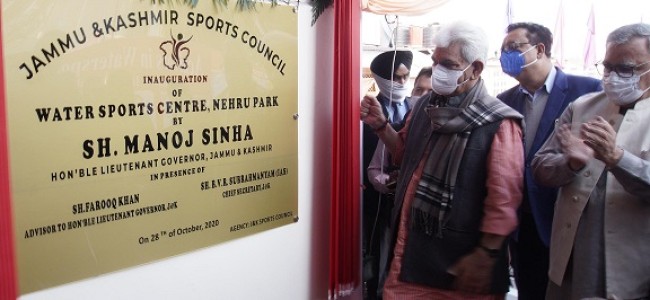 JAMMU &KASHMIR SPORTS COUNCIL
INAUGURATION
OF
WATER SPORTS CENTRE, NEHRU PARK
BY
SH. MANOJ SINHA
HON'BLE LIEUTENANT GOVERNOR, JAMMU & KASHMIR
IN PRESENCE OF
SH.FAROOQ KHAN
ADVISOR TO HON'BLE LIEUTENANT GOVERNOR, J&K
SH. B.V.R. SUBRAHMANYAM (IAS)
CHIEF SECRETARY, J&K
On 28th of October, 2020
AGENCY: J&K SPORTS COUNCIL